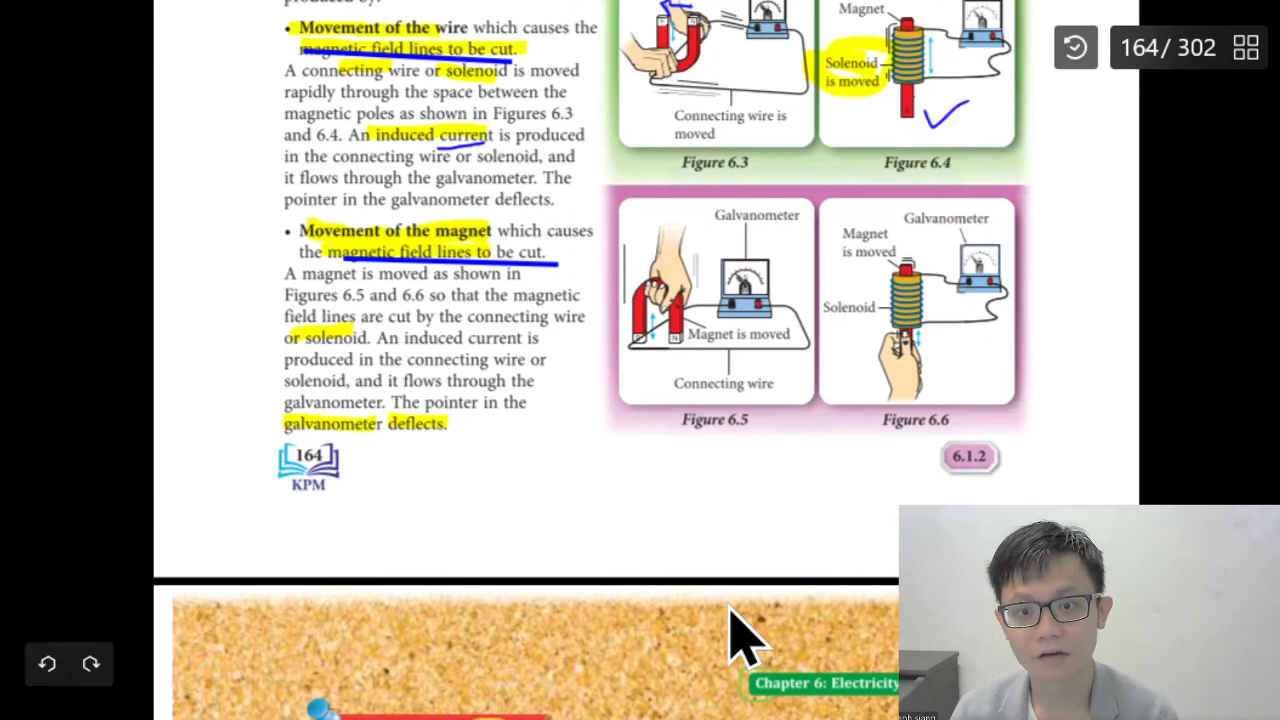 produced by:
• Movement of the wire which causes the
magnetic field lines to be cut.
A connecting wire or solenoid is moved
rapidly through the space between the
magnetic poles as shown in Figures 6.3
and 6.4. An induced current is produced
in the connecting wire or solenoid, and
it flows through the galvanometer. The
pointer in the galvanometer deflects.
• Movement of the magnet which causes
the magnetic field lines to be cut.
A magnet is moved as shown in
Figures 6.5 and 6.6 so that the magnetic
field lines are cut by the connecting wire
or solenoid. An induced current is
produced in the connecting wire or
solenoid, and it flows through the
galvanometer. The pointer in the
galvanometer deflects.
164
KPM
Connecting wire is
moved
Figure 6.3
Magnet
Solenoid
is moved
Figure 6.4
Galvanometer
Magnet is moved
N
Connecting wire
Figure 6.5
Galvanometer
Magnet
is moved
Solenoid
Figure 6.6
6.1.2
164 / 302
Chapter 6: Electricity